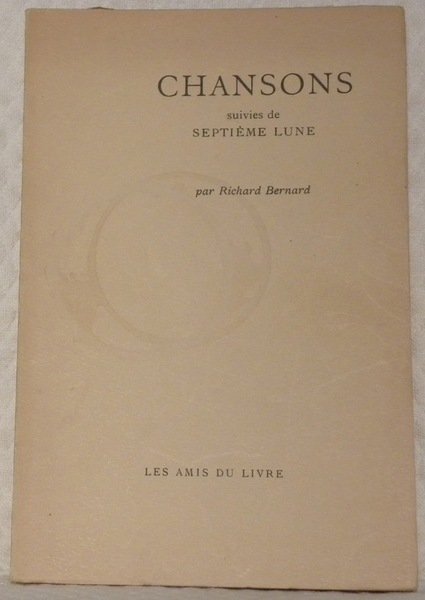 CHANSONS
suivies de
SEPTIÈME LUNE
par Richard Bernard
LES AMIS DU LIVRE